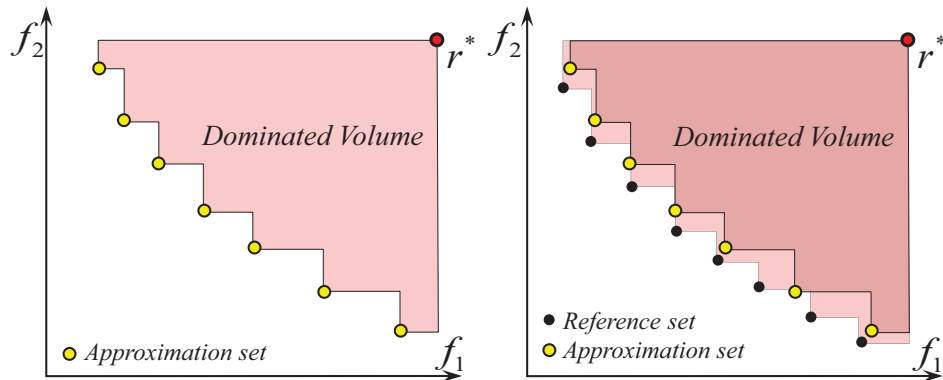 f2
r*
Dominated Volume
Approximation set
f1
f2
r*
Dominated Volume
Reference set
Approximation set
f1